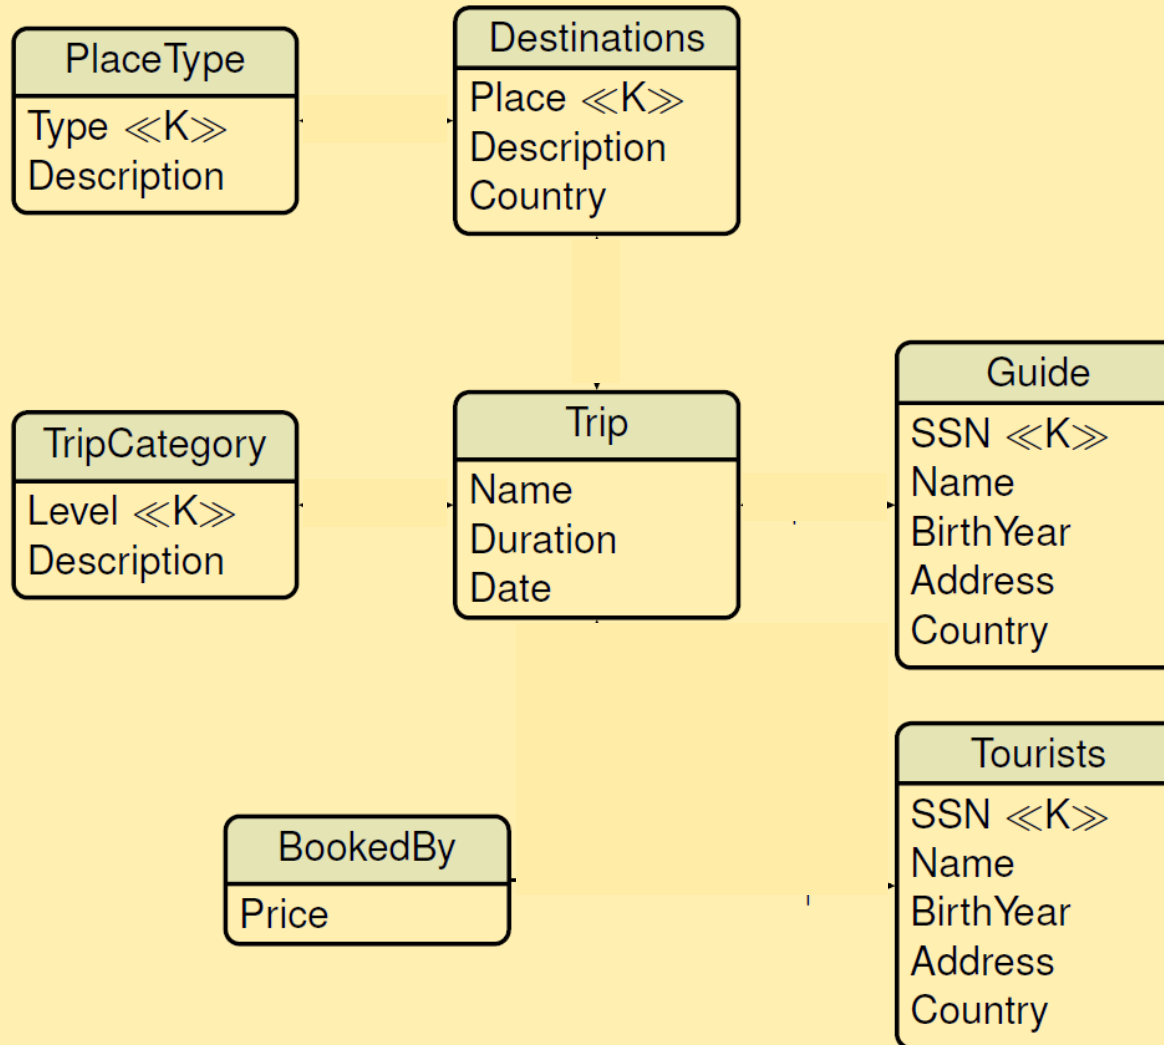 PlaceType
Type ≪K≫
Description
Destinations
Place ≪K≫
Description
Country
TripCategory
Level ≪K≫
Description
Trip
Name
Duration
Date
Guide
SSN ≪K≫
Name
BirthYear
Address
Country
BookedBy
Price
Tourists
SSN ≪K≫
Name
BirthYear
Address
Country